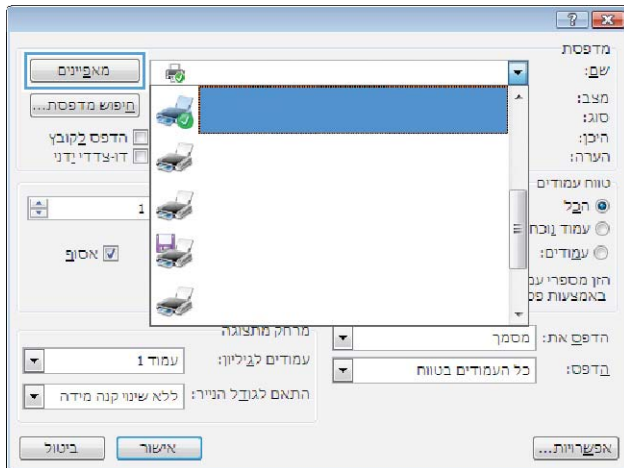 מדפסת
שם:
מאפיינים
מצב:
חיפוש מדפסת...
סוג:
היכן:
הדפס לקובץ
הערה:
דו-צדדי ידני
טווח עמודים
הכל
1
עמוד נוכח
עמודים:
אסוף
הזן מספרי עמ
באמצעות פס
מרחק מתצוגה
הדפס את: מסמך
עמודים לגיליון: עמוד 1
הדפס: כל העמודים בטווח
התאם לגודל הנייר: ללא שינוי קנה מידה
אפשרויות...
אישור
ביטול